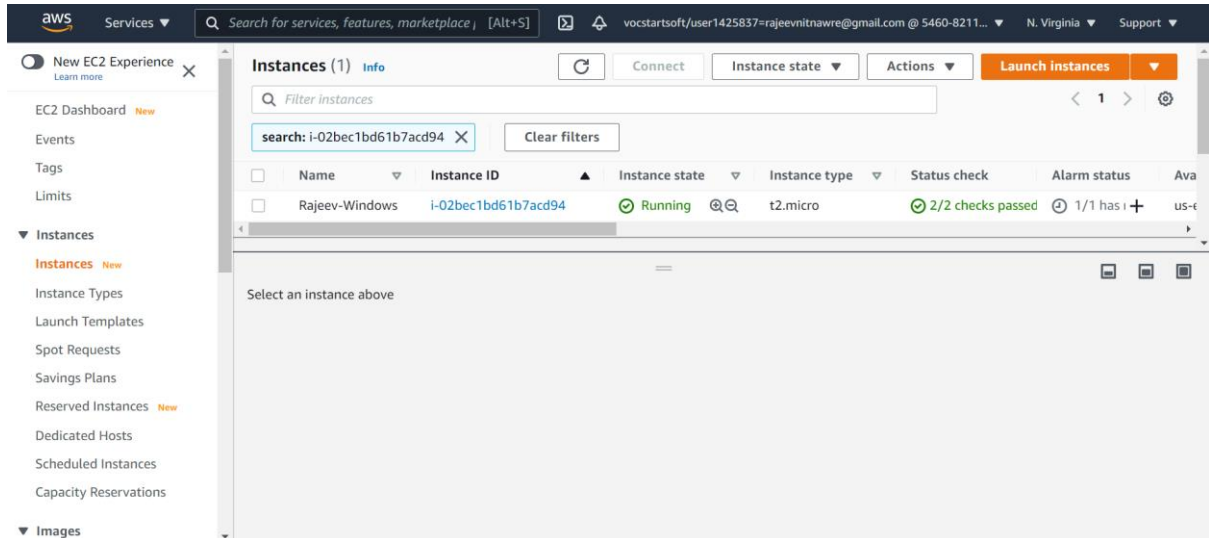 aws Services Search for services, features, marketplace [Alt+S] vocstartsoft/user1425837=rajeevnitnawre@gmail.com @ 5460-8211... N. Virginia Support
New EC2 Experience
Learn more
EC2 Dashboard New
Events
Tags
Limits
Instances
Instances New
Instance Types
Launch Templates
Spot Requests
Savings Plans
Reserved Instances New
Dedicated Hosts
Scheduled Instances
Capacity Reservations
Images
Instances (1) Info Connect Instance state Actions Launch instances
Filter instances 1
search: i-02bec1bd61b7acd94 Clear filters
Name Instance ID Instance state Instance type Status check Alarm status Ava
Rajeev-Windows i-02bec1bd61b7acd94 Running t2.micro 2/2 checks passed 1/1 has us-e
Select an instance above